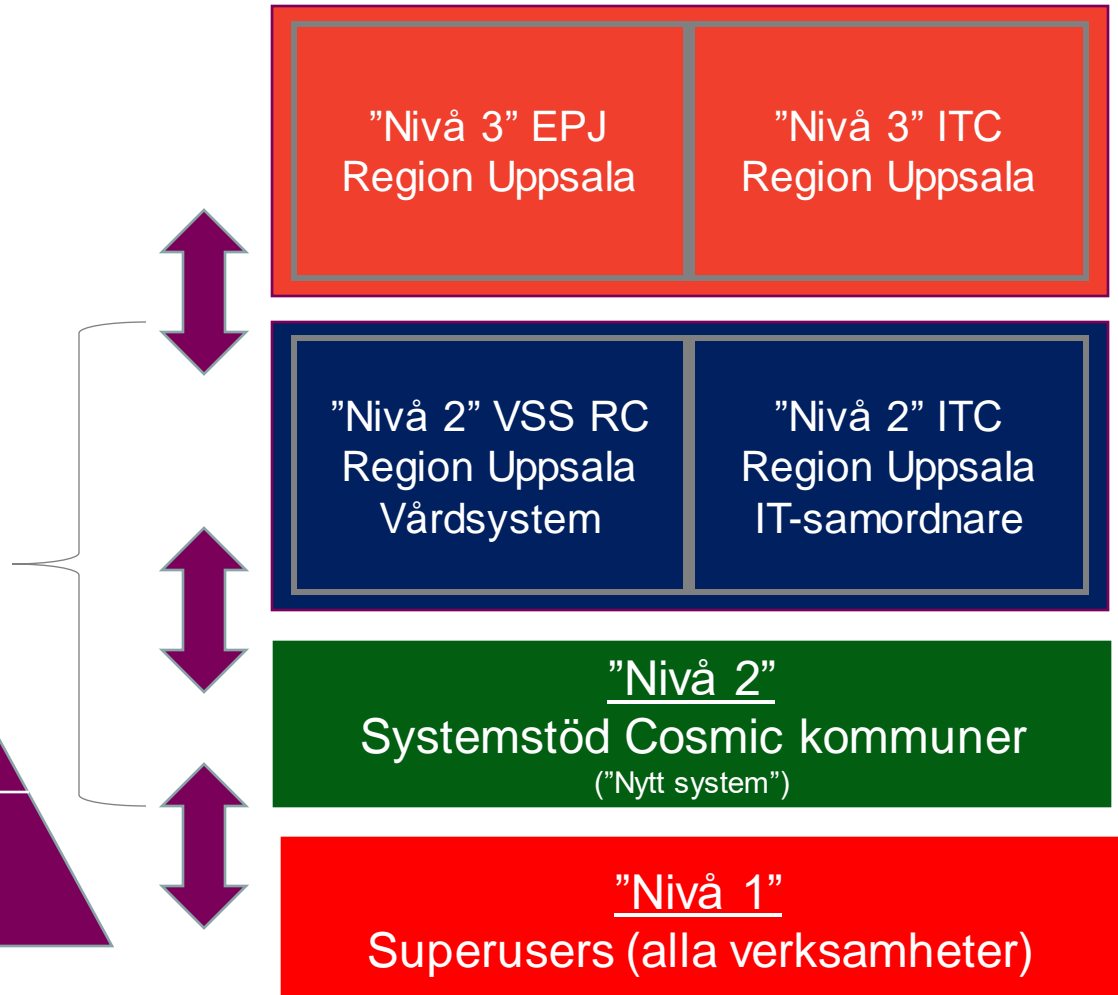 ”Nivå 3” EPJ
Region Uppsala
”Nivå 3” ITC
Region Uppsala
”Nivå 2” VSS RC
Region Uppsala
Vårdsystem
”Nivå 2” ITC
Region Uppsala
IT-samordnare
”Nivå 2”
Systemstöd Cosmic kommuner
(”Nytt system”)
”Nivå 1”
Superusers (alla verksamheter)